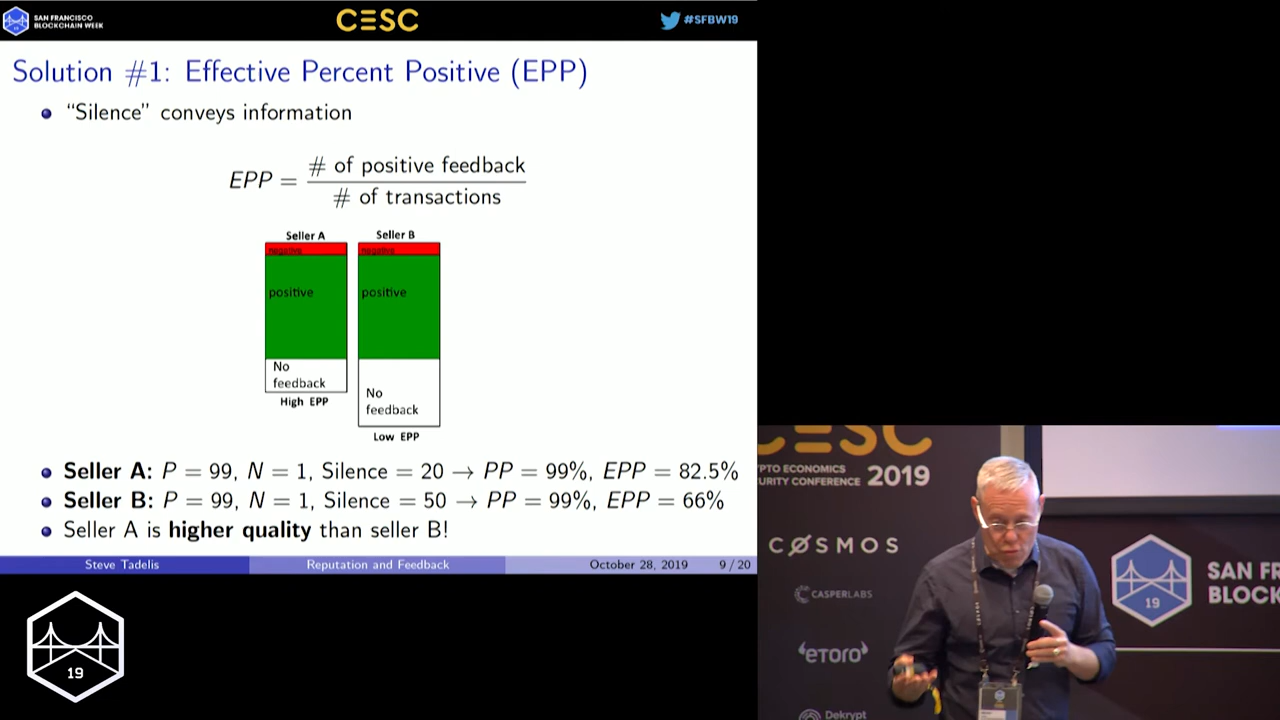 SAN FRANCISCO
BLOCKCHAIN WEEK
19
CESC
#SFBW19
Solution #1: Effective Percent Positive (EPP)
“Silence” conveys information
EPP = # of positive feedback / # of transactions
Seller A
Seller B
negative
negative
positive
positive
No
feedback
No
feedback
High EPP
Low EPP
Seller A: P = 99, N = 1, Silence = 20 → PP = 99%, EPP = 82.5%
Seller B: P = 99, N = 1, Silence = 50 → PP = 99%, EPP = 66%
Seller A is higher quality than seller B!
Steve Tadelis
Reputation and Feedback
October 28, 2019
9 / 20
19
CESC
PTO ECONOMICS
URITY CONFERENCE 2019
CØSMOS
CASPERLABS
'eToro'
Dekrypt
19
SAN FR
BLOCK